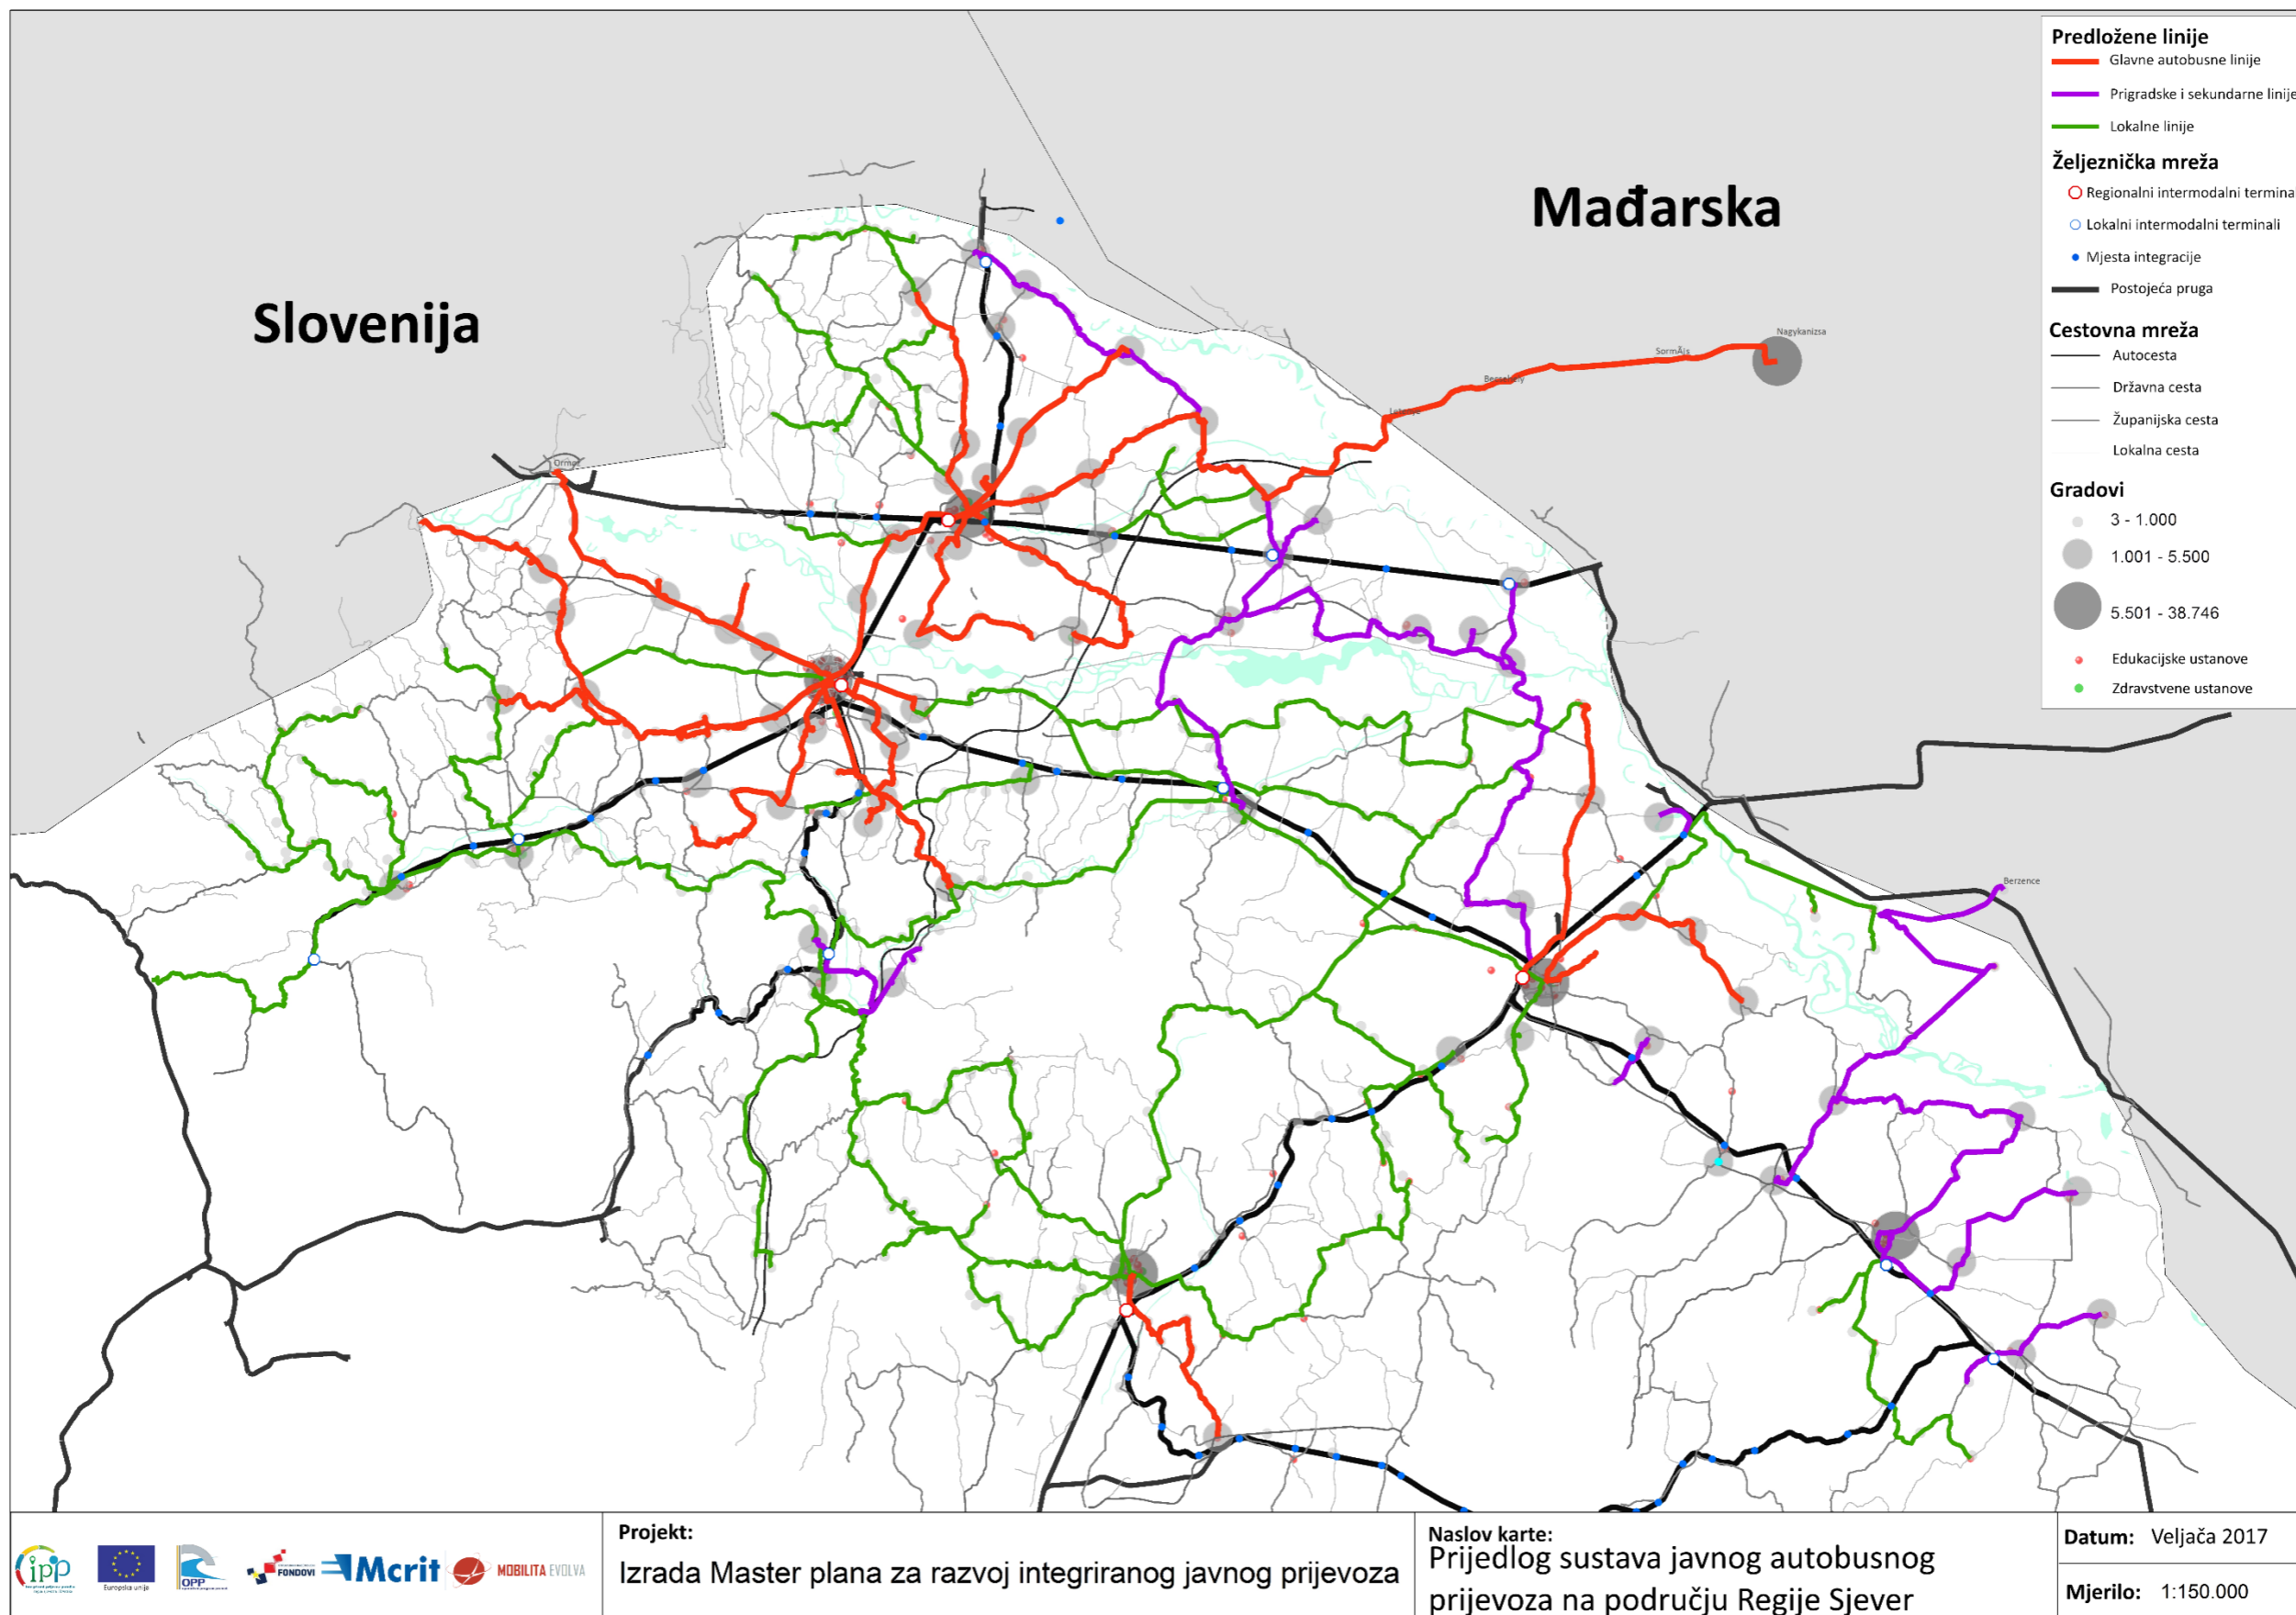 Predložene linije
Glavne autobusne linije
Prigradske i sekundarne linije
Lokalne linije
Željeznička mreža
Regionalni intermodalni termina
Lokalni intermodalni terminali
Mjesta integracije
Postojeća pruga
Cestovna mreža
Autocesta
Državna cesta
Županijska cesta
Lokalna cesta
Gradovi
3 - 1.000
1.001 - 5.500
5.501 - 38.746
Edukacijske ustanove
Zdravstvene ustanove
Mađarska
Slovenija
Nagykanizsa
Berzence
ipp
Europska unija
OPP
FONDOVI
Mcrit
MOBILITA EVOLVA
Projekt:
Izrada Master plana za razvoj integriranog javnog prijevoza
Naslov karte:
Prijedlog sustava javnog autobusnog
prijevoza na području Regije Sjever
Datum: Veljača 2017
Mjerilo: 1:150.000